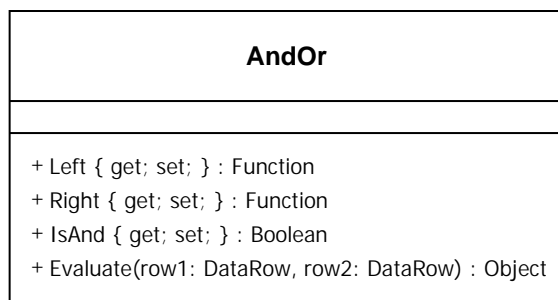 AndOr
+ Left { get; set; } : Function
+ Right { get; set; } : Function
+ IsAnd { get; set; } : Boolean
+ Evaluate(row1: DataRow, row2: DataRow) : Object